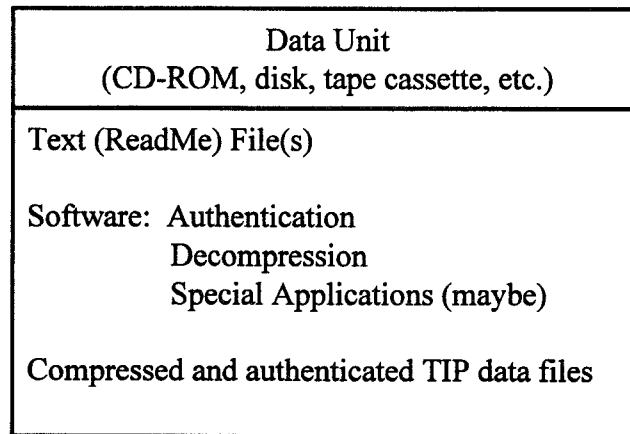 Data Unit
(CD-ROM, disk, tape cassette, etc.)
Text (ReadMe) File(s)
Software: Authentication
Decompression
Special Applications (maybe)
Compressed and authenticated TIP data files